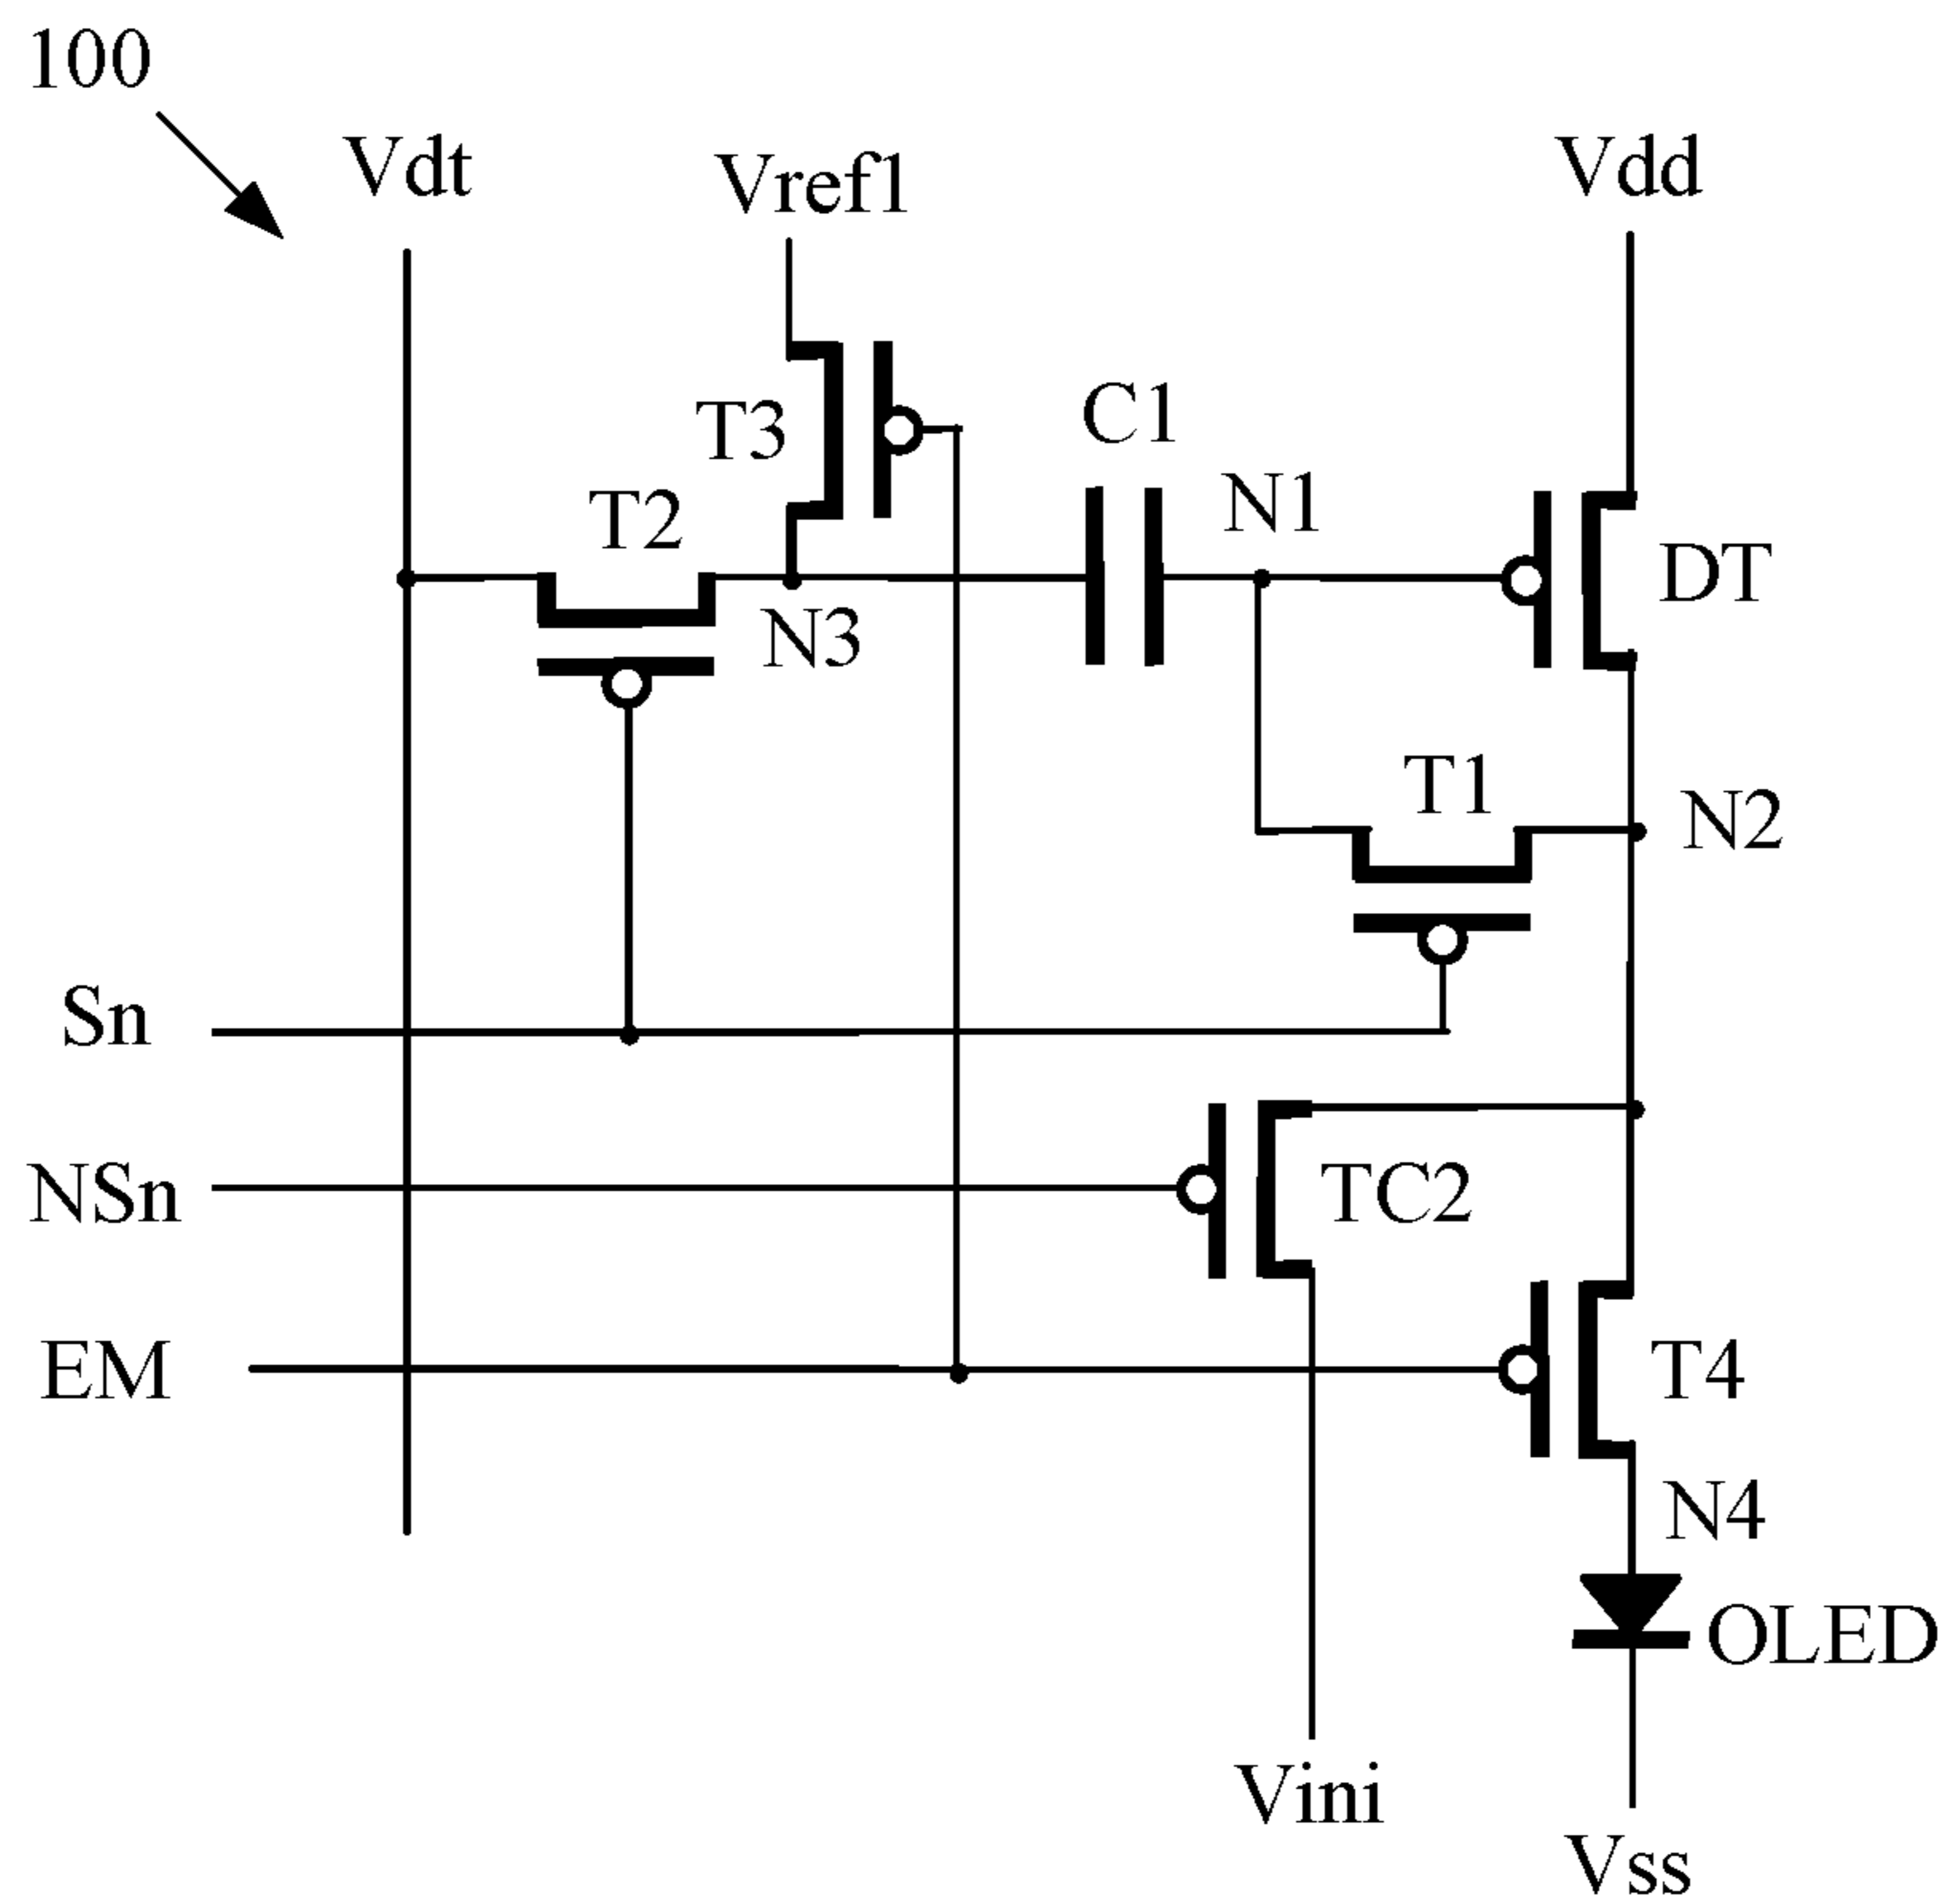 100
Vdt
Vref1
Vdd
T3
C1
N1
T2
DT
N3
T1
N2
Sn
NSn
TC2
EM
T4
N4
OLED
Vini
Vss